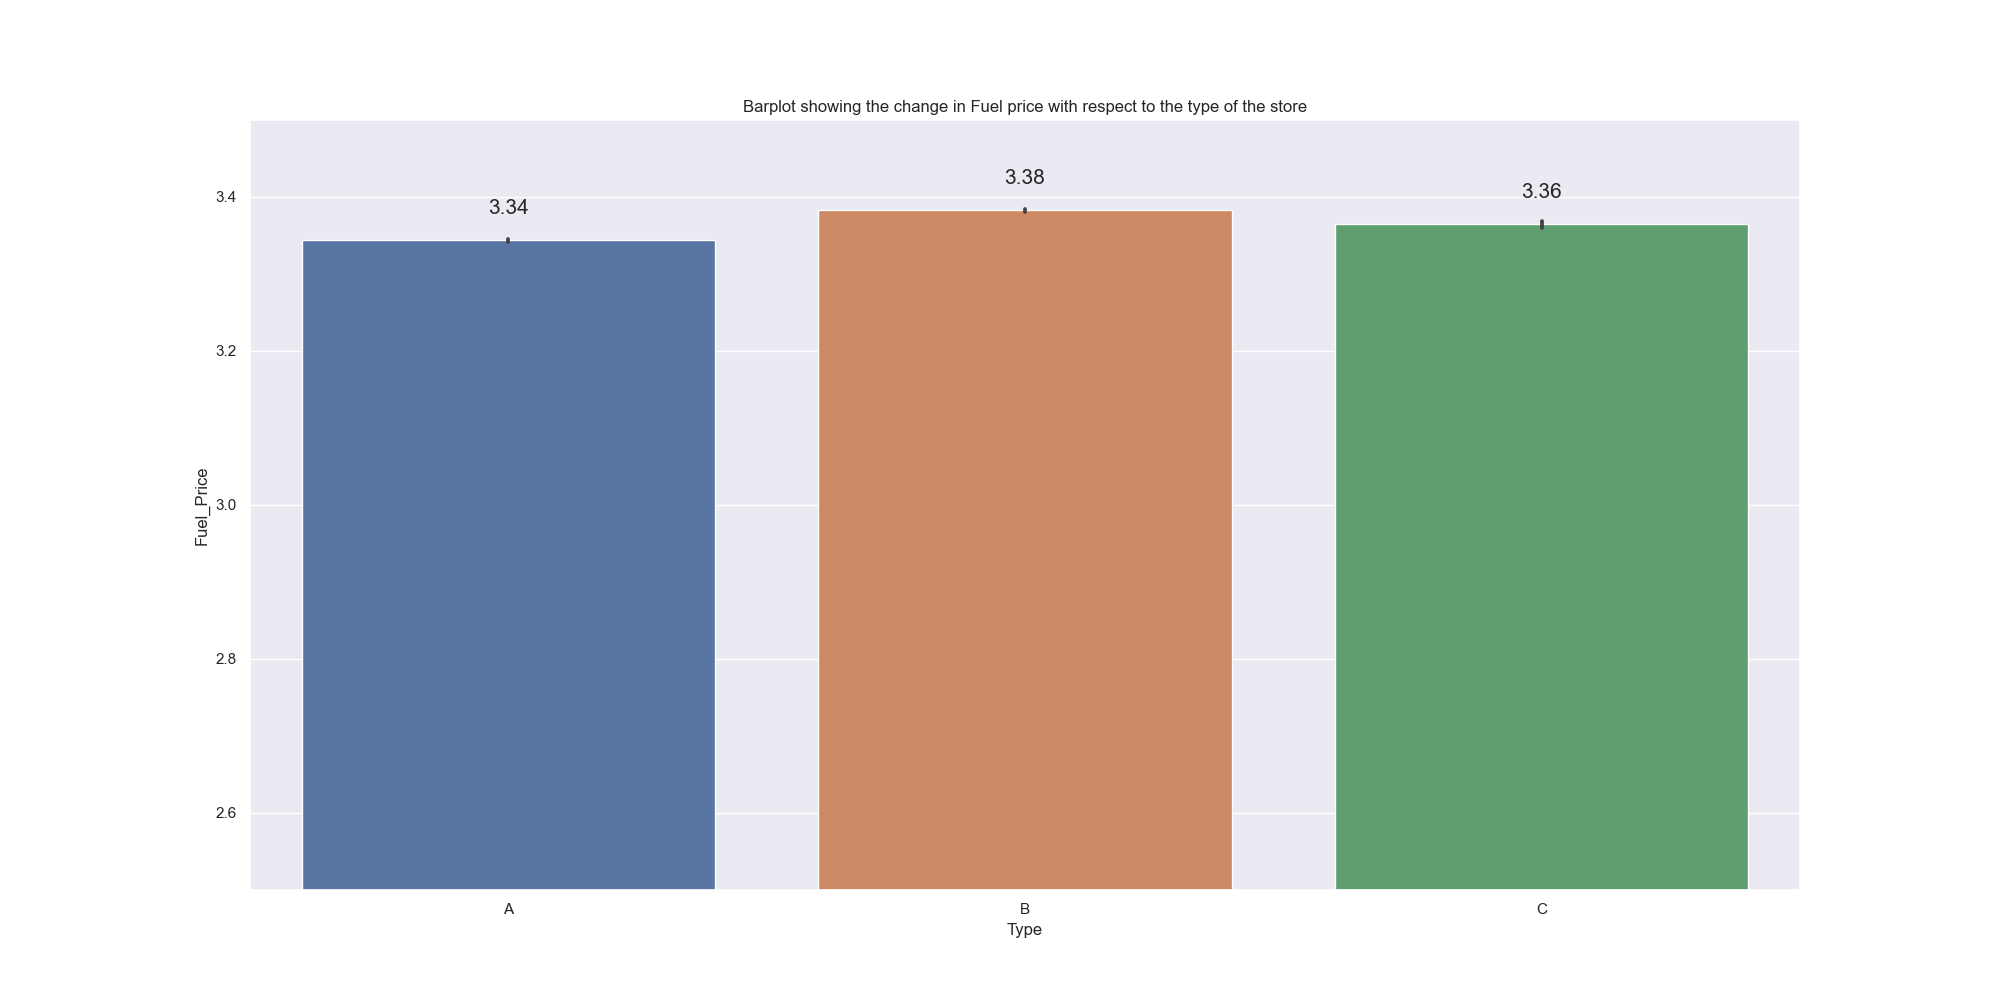 Barplot showing the change in Fuel price with respect to the type of the store
3.34
3.38
3.36
3.4
3.2
3.0
2.8
2.6
Fuel_Price
A
B
C
Type